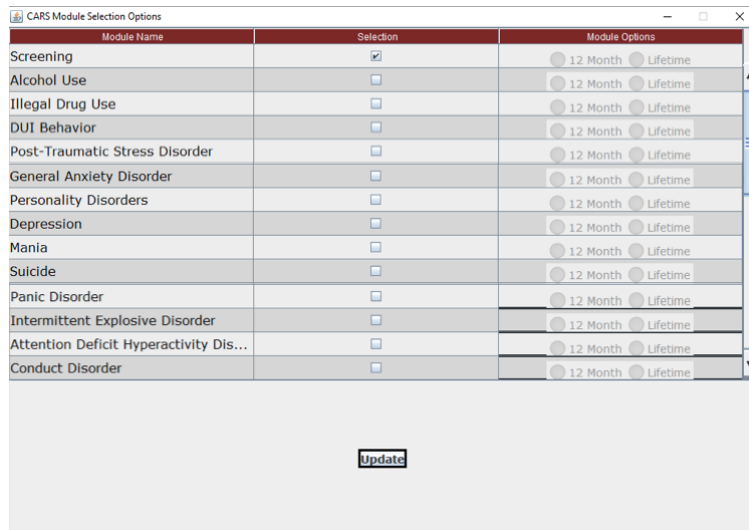 CARS Module Selection Options
Module Name Selection Module Options
Screening 12 Month Lifetime
Alcohol Use 12 Month Lifetime
Illegal Drug Use 12 Month Lifetime
DUI Behavior 12 Month Lifetime
Post-Traumatic Stress Disorder 12 Month Lifetime
General Anxiety Disorder 12 Month Lifetime
Personality Disorders 12 Month Lifetime
Depression 12 Month Lifetime
Mania 12 Month Lifetime
Suicide 12 Month Lifetime
Panic Disorder 12 Month Lifetime
Intermittent Explosive Disorder 12 Month Lifetime
Attention Deficit Hyperactivity Dis... 12 Month Lifetime
Conduct Disorder 12 Month Lifetime
Update